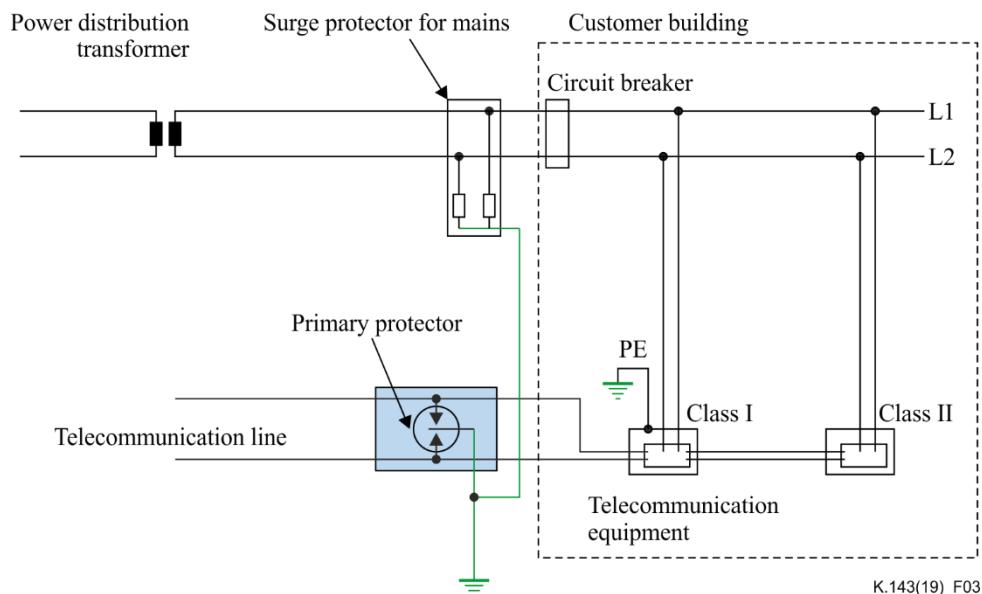 Power distribution
transformer
Surge protector for mains
Customer building
Circuit breaker
L1
L2
Primary protector
PE
Class I
Class II
Telecommunication line
Telecommunication
equipment
K.143(19)_F03